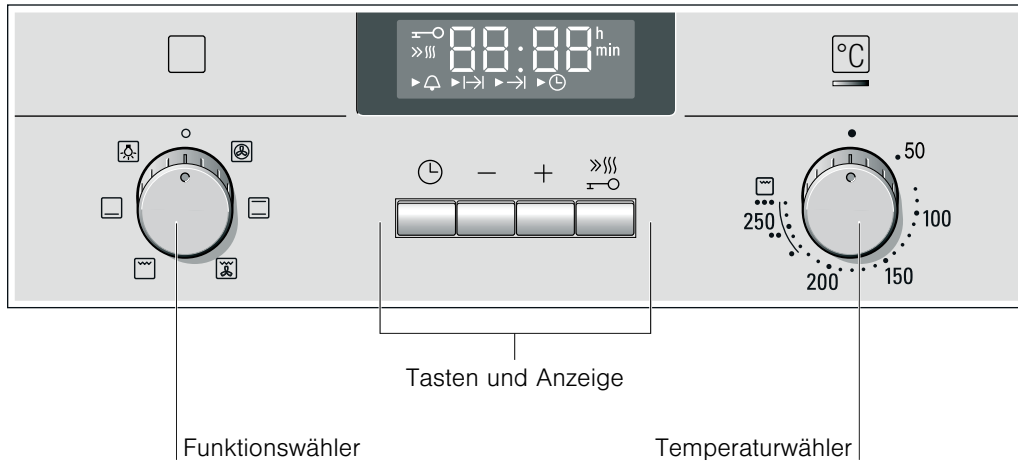 88:88 h
min
°C
50
100
150
200
250
Tasten und Anzeige
Funktionswähler
Temperaturwähler